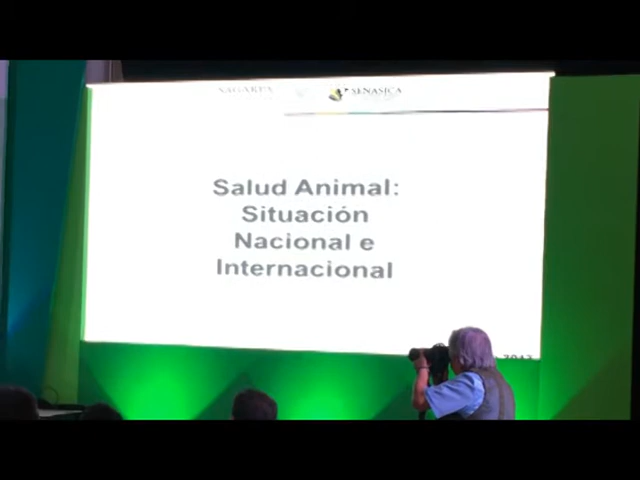 SAGARPA SENASICA
Salud Animal:
Situación
Nacional e
Internacional